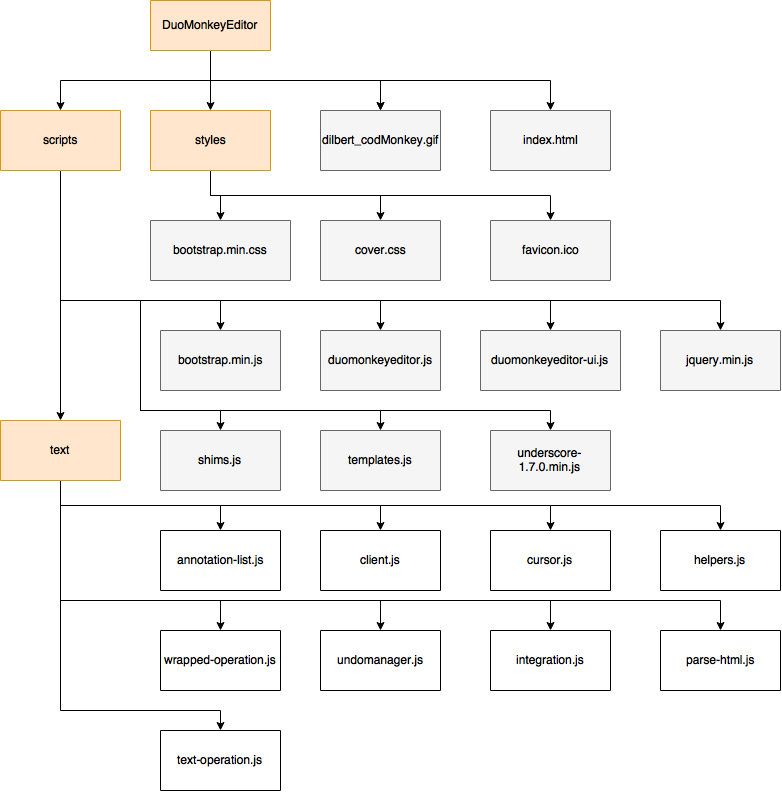 DuoMonkeyEditor
scripts
styles
dilbert_codMonkey.gif
index.html
bootstrap.min.css
cover.css
favicon.ico
bootstrap.min.js
duomonkeyeditor.js
duomonkeyeditor-ui.js
jquery.min.js
text
shims.js
templates.js
underscore-
1.7.0.min.js
annotation-list.js
client.js
cursor.js
helpers.js
wrapped-operation.js
undomanager.js
integration.js
parse-html.js
text-operation.js